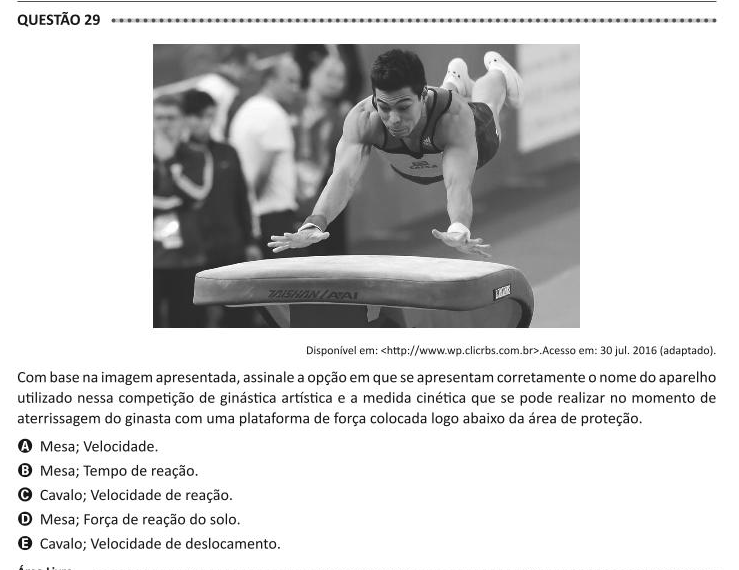 QUESTÃO 29
TAISHAN / ATAI
Disponível em: <http://www.wp.clicrbs.com.br>.Acesso em: 30 jul. 2016 (adaptado).
Com base na imagem apresentada, assinale a opção em que se apresentam corretamente o nome do aparelho
utilizado nessa competição de ginástica artística e a medida cinética que se pode realizar no momento de
aterrissagem do ginasta com uma plataforma de força colocada logo abaixo da área de proteção.
A Mesa; Velocidade.
B Mesa; Tempo de reação.
C Cavalo; Velocidade de reação.
D Mesa; Força de reação do solo.
E Cavalo; Velocidade de deslocamento.